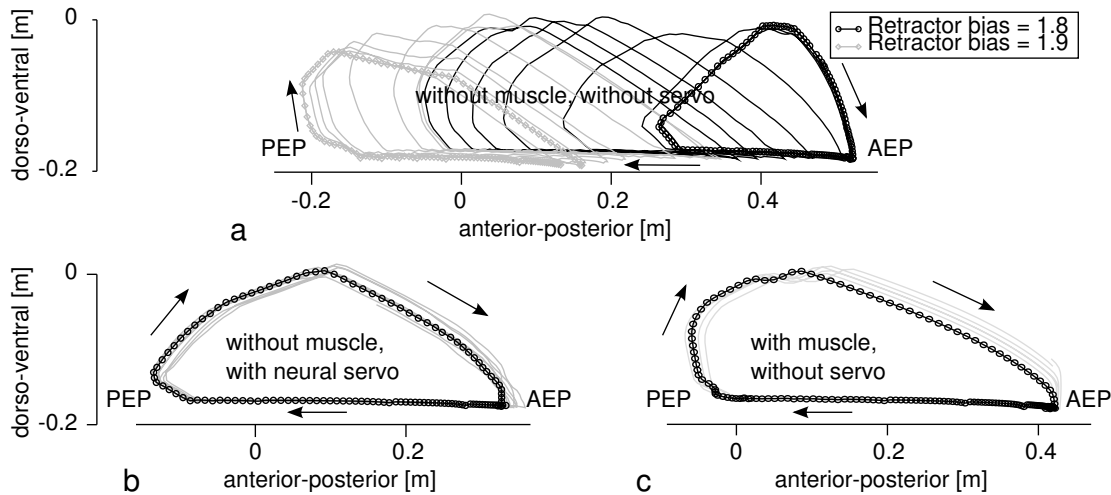 0
-0.2
dorso-ventral [m]
Retractor bias = 1.8
Retractor bias = 1.9
without muscle, without servo
PEP
AEP
-0.2
0
0.2
0.4
a
anterior-posterior [m]
0
-0.2
dorso-ventral [m]
without muscle,
with neural servo
PEP
AEP
0
0.2
b
anterior-posterior [m]
with muscle,
without servo
PEP
AEP
0
0.2
0.4
c
anterior-posterior [m]